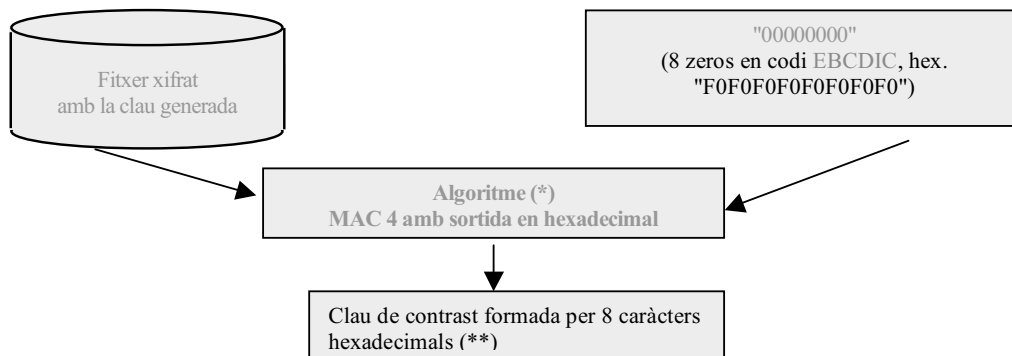 "00000000"
(8 zeros en codi EBCDIC, hex.
"F0F0F0F0F0F0F0F0")
Fitxer xifrat
amb la clau generada
Algoritme (*)
MAC 4 amb sortida en hexadecimal
Clau de contrast formada per 8 caràcters
hexadecimals (**)